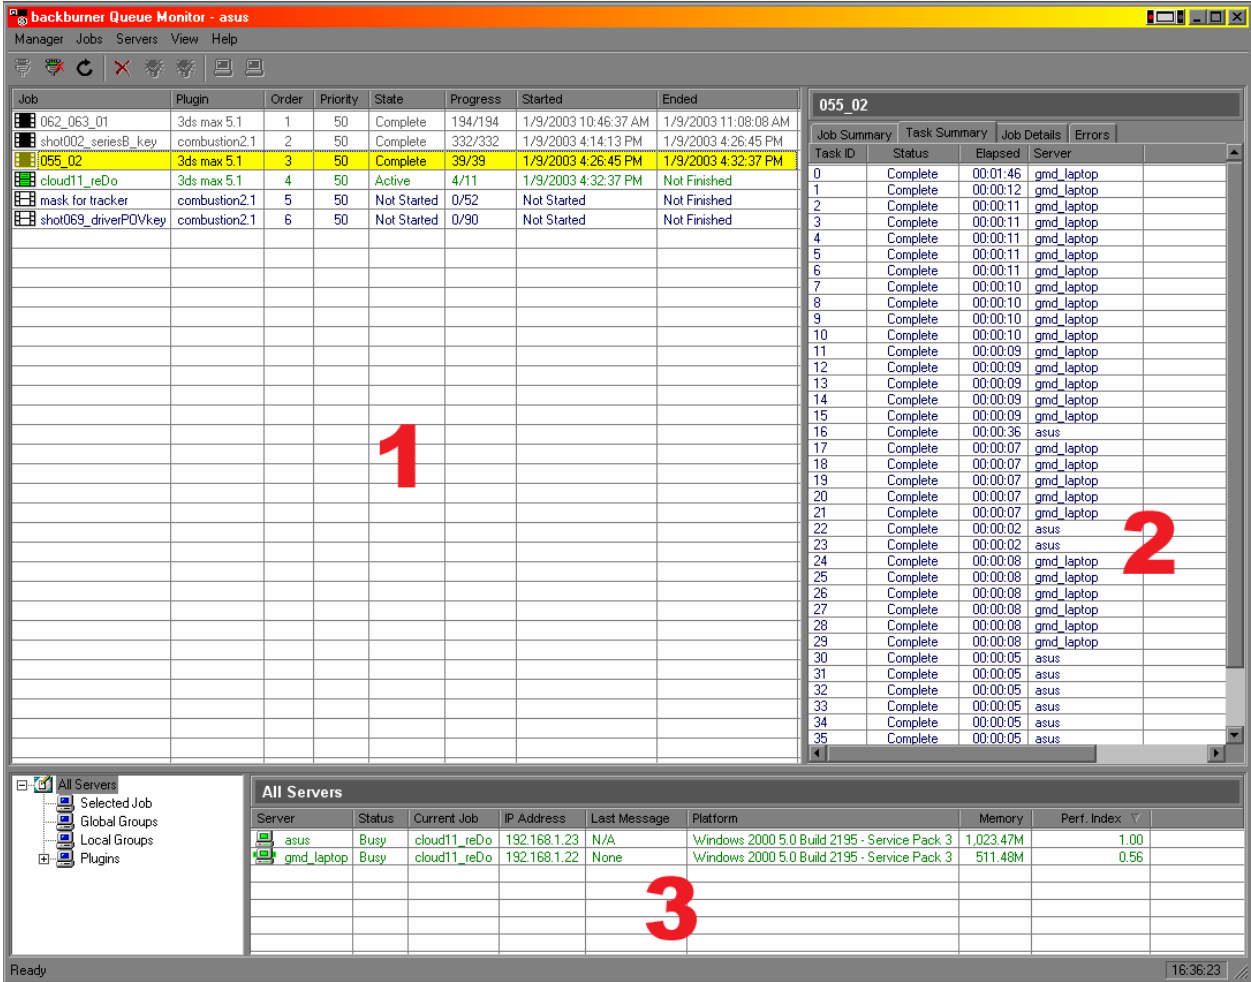 backburner Queue Monitor - asus
Manager Jobs Servers View Help
Job Plugin Order Priority State Progress Started Ended
062_063_01 3ds max 5.1 1 50 Complete 194/194 1/9/2003 10:46:37 AM 1/9/2003 11:08:08 AM
shot002_seriesB_key combustion2.1 2 50 Complete 332/332 1/9/2003 4:14:13 PM 1/9/2003 4:26:45 PM
055_02 3ds max 5.1 3 50 Complete 39/39 1/9/2003 4:26:45 PM 1/9/2003 4:32:37 PM
cloud11_reDo 3ds max 5.1 4 50 Active 4/11 1/9/2003 4:32:37 PM Not Finished
mask for tracker combustion2.1 5 50 Not Started 0/52 Not Started Not Finished
shot069_driverPOVkey combustion2.1 6 50 Not Started 0/90 Not Started Not Finished
1
055_02
Job Summary Task Summary Job Details Errors
Task ID Status Elapsed Server
0 Complete 00:01:46 gmd_laptop
1 Complete 00:00:12 gmd_laptop
2 Complete 00:00:11 gmd_laptop
3 Complete 00:00:11 gmd_laptop
4 Complete 00:00:11 gmd_laptop
5 Complete 00:00:11 gmd_laptop
6 Complete 00:00:11 gmd_laptop
7 Complete 00:00:10 gmd_laptop
8 Complete 00:00:10 gmd_laptop
9 Complete 00:00:10 gmd_laptop
10 Complete 00:00:10 gmd_laptop
11 Complete 00:00:09 gmd_laptop
12 Complete 00:00:09 gmd_laptop
13 Complete 00:00:09 gmd_laptop
14 Complete 00:00:09 gmd_laptop
15 Complete 00:00:09 gmd_laptop
16 Complete 00:00:36 asus
17 Complete 00:00:07 gmd_laptop
18 Complete 00:00:07 gmd_laptop
19 Complete 00:00:07 gmd_laptop
20 Complete 00:00:07 gmd_laptop
21 Complete 00:00:07 gmd_laptop
22 Complete 00:00:02 asus
23 Complete 00:00:02 asus
24 Complete 00:00:08 gmd_laptop
25 Complete 00:00:08 gmd_laptop
26 Complete 00:00:08 gmd_laptop
27 Complete 00:00:08 gmd_laptop
28 Complete 00:00:08 gmd_laptop
29 Complete 00:00:08 gmd_laptop
30 Complete 00:00:05 asus
31 Complete 00:00:05 asus
32 Complete 00:00:05 asus
33 Complete 00:00:05 asus
34 Complete 00:00:05 asus
35 Complete 00:00:05 asus
2
All Servers
Selected Job
Global Groups
Local Groups
Plugins
All Servers
Server Status Current Job IP Address Last Message Platform Memory Perf. Index
asus Busy cloud11_reDo 192.168.1.23 N/A Windows 2000 5.0 Build 2195 - Service Pack 3 1,023.47M 1.00
gmd_laptop Busy cloud11_reDo 192.168.1.22 None Windows 2000 5.0 Build 2195 - Service Pack 3 511.48M 0.56
3
Ready 16:36:23